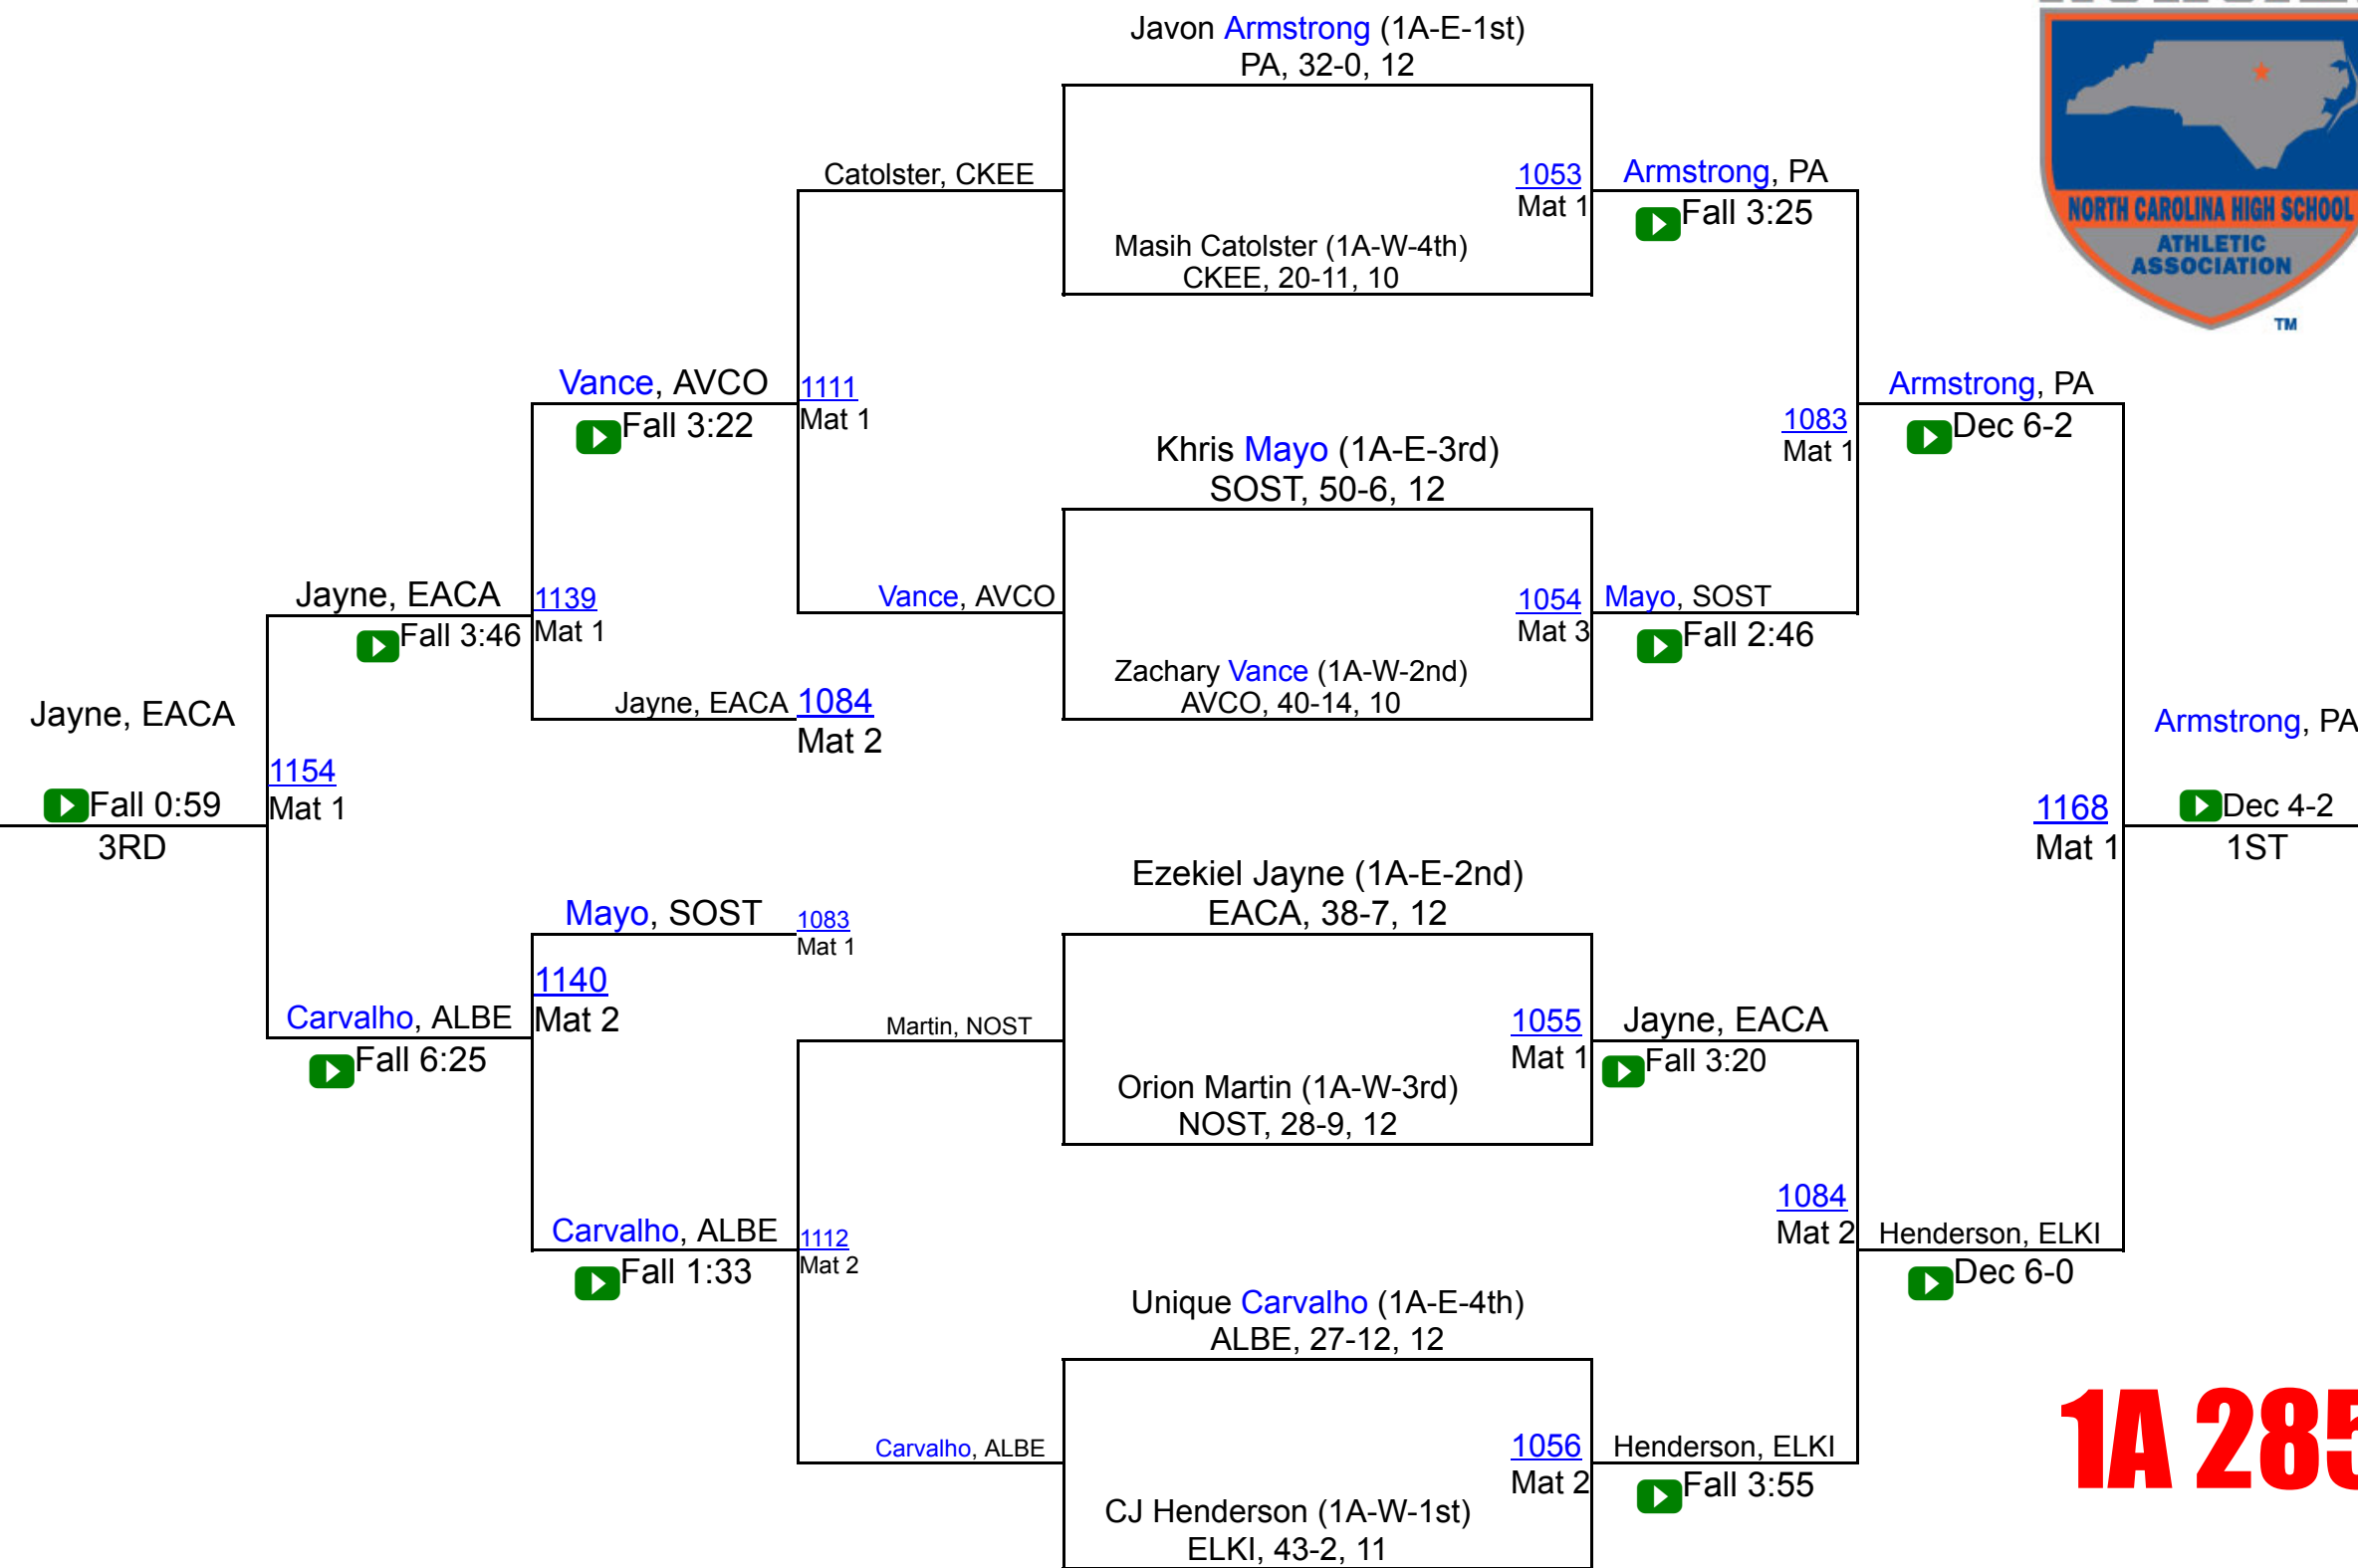 Javon Armstrong (1A-E-1st)
PA, 32-0, 12
Catolster, CKEE
1053
Mat 1
Armstrong, PA
Fall 3:25
Masih Catolster (1A-W-4th)
CKEE, 20-11, 10
NORTH CAROLINA HIGH SCHOOL
ATHLETIC
ASSOCIATION
TM
Vance, AVCO
Fall 3:22
1111
Mat 1
Armstrong, PA
Dec 6-2
1083
Mat 1
Khris Mayo (1A-E-3rd)
SOST, 50-6, 12
Jayne, EACA
Fall 3:46
1139
Mat 1
Vance, AVCO
1054
Mat 3
Mayo, SOST
Fall 2:46
Zachary Vance (1A-W-2nd)
AVCO, 40-14, 10
Jayne, EACA
1084
Mat 2
Jayne, EACA
Fall 0:59
3RD
1154
Mat 1
Armstrong, PA
Dec 4-2
1ST
1168
Mat 1
Ezekiel Jayne (1A-E-2nd)
EACA, 38-7, 12
Mayo, SOST
1083
Mat 1
1140
Mat 2
Carvalho, ALBE
Fall 6:25
Martin, NOST
1055
Mat 1
Jayne, EACA
Fall 3:20
Orion Martin (1A-W-3rd)
NOST, 28-9, 12
1084
Mat 2
Carvalho, ALBE
Fall 1:33
1112
Mat 2
Henderson, ELKI
Dec 6-0
Unique Carvalho (1A-E-4th)
ALBE, 27-12, 12
Carvalho, ALBE
1056
Mat 2
Henderson, ELKI
Fall 3:55
CJ Henderson (1A-W-1st)
ELKI, 43-2, 11
1A 285